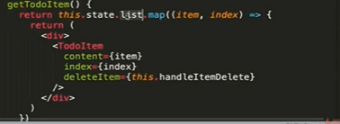 getTodoItem() {
return this.state.list.map((item, index) => {
return (
<div>
<TodoItem
content={item}
index={index}
deleteItem={this.handleItemDelete}
/>
</div>
)
})